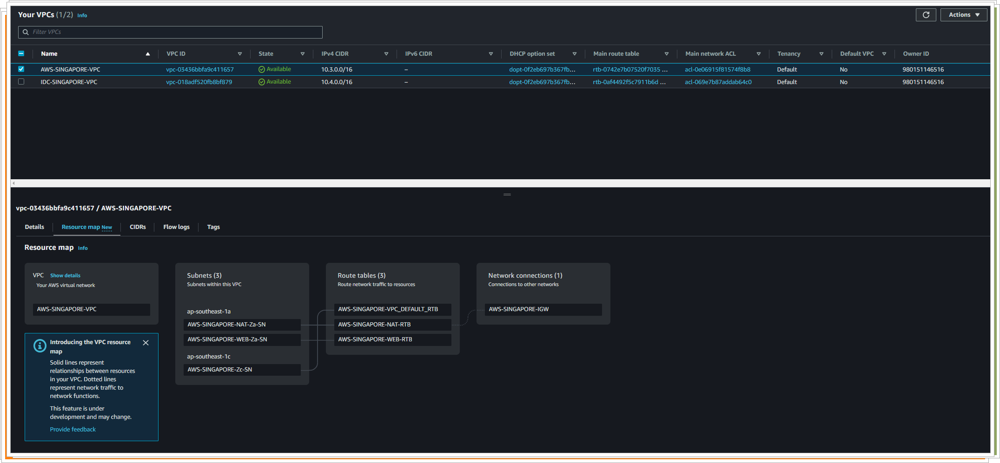 Your VPCs (1/2) Info
Actions
Filter VPCs
Name VPC ID State IPv4 CIDR IPv6 CIDR DHCP option set Main route table Main network ACL Tenancy Default VPC Owner ID
AWS-SINGAPORE-VPC vpc-03436bbfa9c411657 Available 10.3.0.0/16 – dopt-0f2eb697b367fb... rtb-0742e7b07520f7035 ... acl-0e06915f81574f8b8 Default No 980151146516
IDC-SINGAPORE-VPC vpc-018adf520fb8bf879 Available 10.4.0.0/16 – dopt-0f2eb697b367fb... rtb-0af4492f5c7911b6d ... acl-069e7b87addab64c0 Default No 980151146516
vpc-03436bbfa9c411657 / AWS-SINGAPORE-VPC
Details Resource map New CIDRs Flow logs Tags
Resource map Info
VPC Show details
Your AWS virtual network
AWS-SINGAPORE-VPC
Introducing the VPC resource
map
Solid lines represent
relationships between resources
in your VPC. Dotted lines
represent network traffic to
network functions.
This feature is under
development and may change.
Provide feedback
Subnets (3)
Subnets within this VPC
ap-southeast-1a
AWS-SINGAPORE-NAT-Za-SN
AWS-SINGAPORE-WEB-Za-SN
ap-southeast-1c
AWS-SINGAPORE-Zc-SN
Route tables (3)
Route network traffic to resources
AWS-SINGAPORE-VPC_DEFAULT_RTB
AWS-SINGAPORE-NAT-RTB
AWS-SINGAPORE-WEB-RTB
Network connections (1)
Connections to other networks
AWS-SINGAPORE-IGW